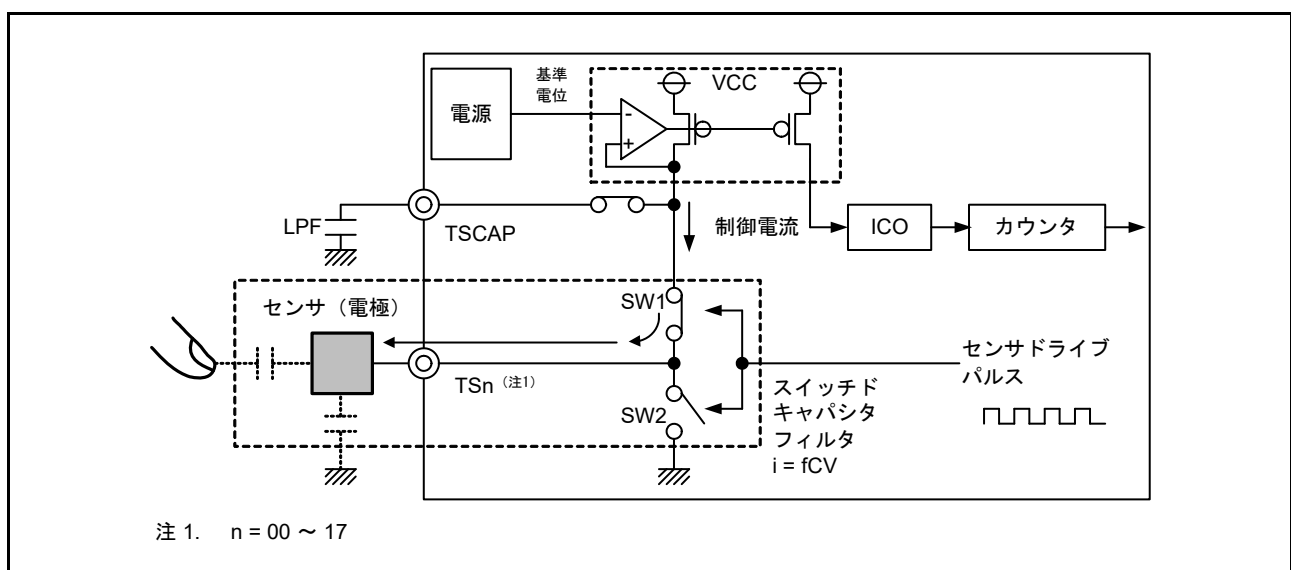 電源
基準
電位
VCC
-
+
LPF
TSCAP
制御電流
ICO
カウンタ
センサ（電極）
SW1
TSn（注1）
SW2
センサドライブ
パルス
スイッチド
キャパシタ
フィルタ
i = fCV
注 1. n = 00 ～ 17